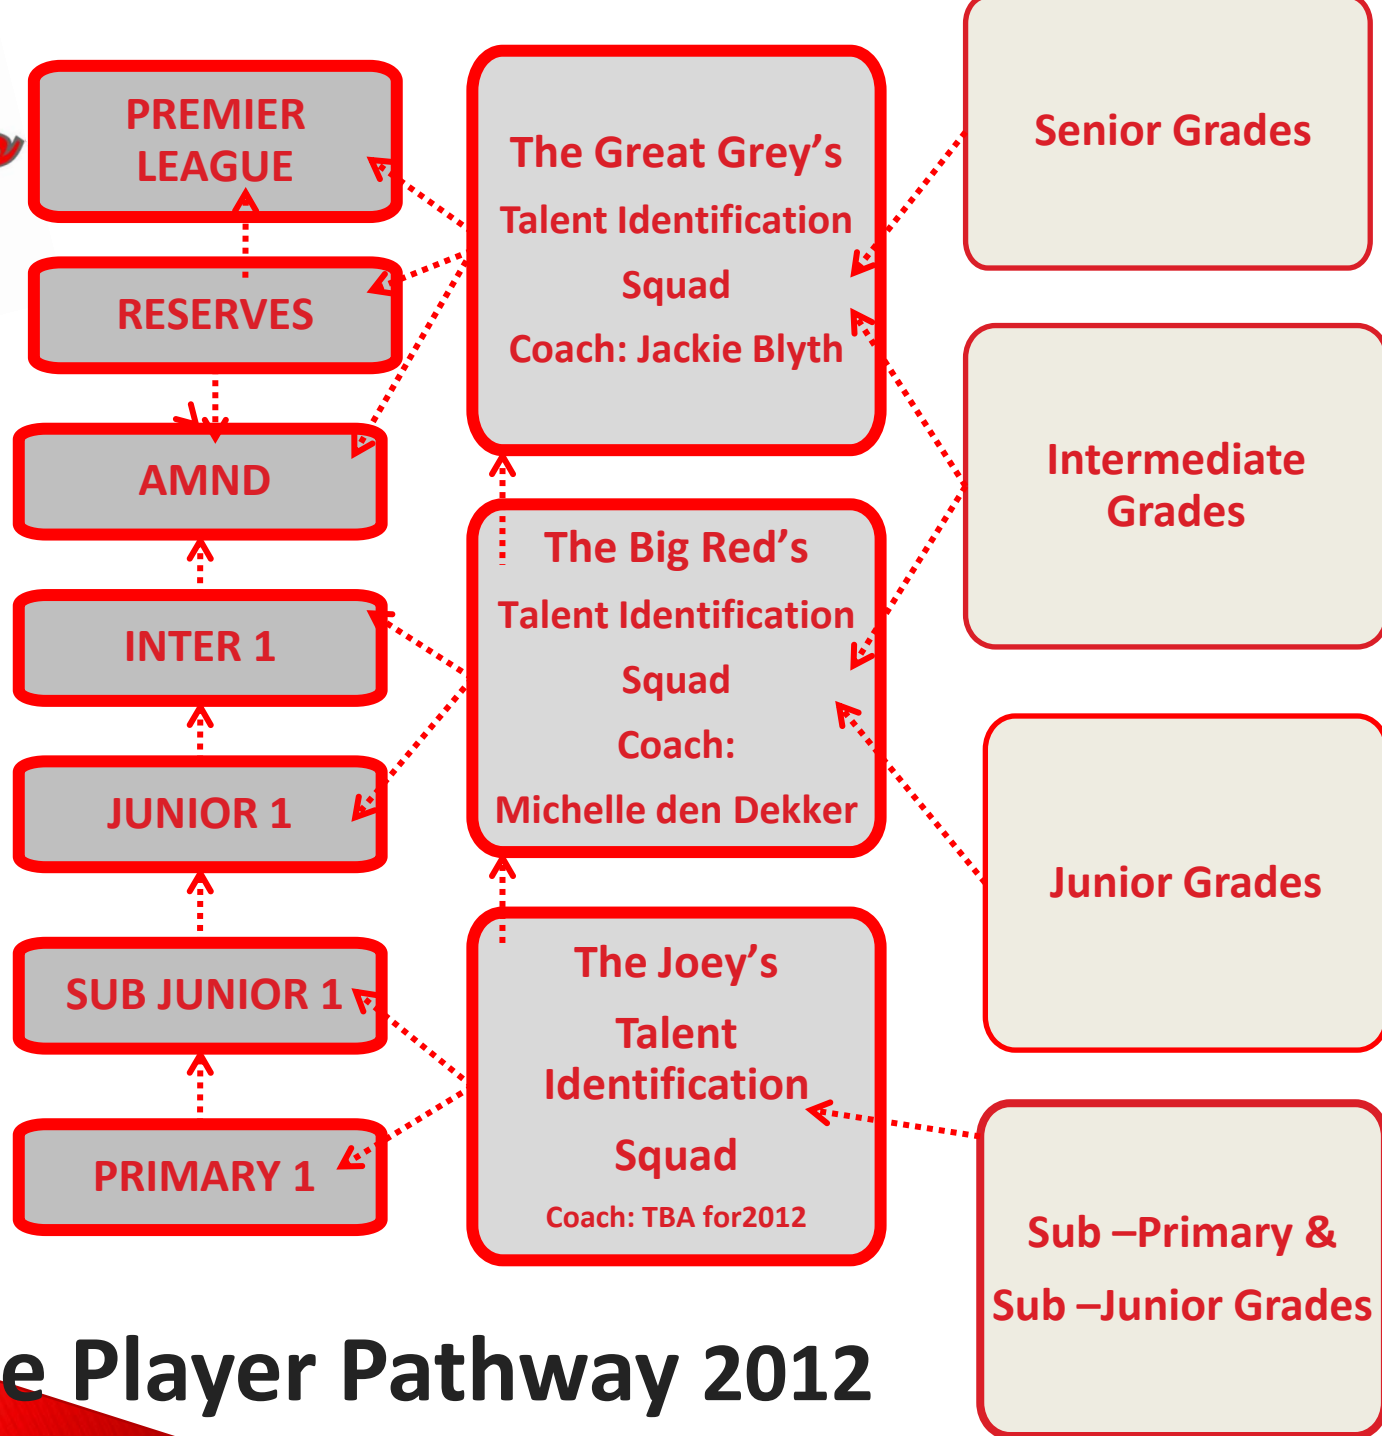 PREMIER
LEAGUE
RESERVES
AMND
INTER 1
JUNIOR 1
SUB JUNIOR 1
PRIMARY 1
The Great Grey’s
Talent Identification
Squad
Coach: Jackie Blyth
The Big Red’s
Talent Identification
Squad
Coach:
Michelle den Dekker
The Joey’s
Talent
Identification
Squad
Coach: TBA for2012
Senior Grades
Intermediate
Grades
Junior Grades
Sub –Primary &
Sub –Junior Grades
e Player Pathway 2012